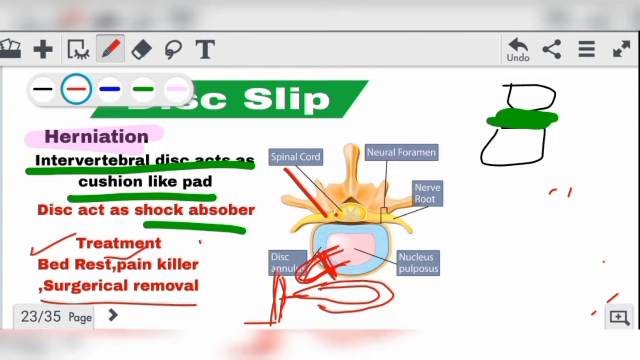 T
Undo
Disc Slip
Herniation
Intervertebral disc acts as
cushion like pad
Disc act as shock absober
Treatment
Bed Rest,pain killer
,Surgerical removal
Spinal Cord
Neural Foramen
Nerve
Root
Disc
annulus
Nucleus
pulposus
23/35 Page